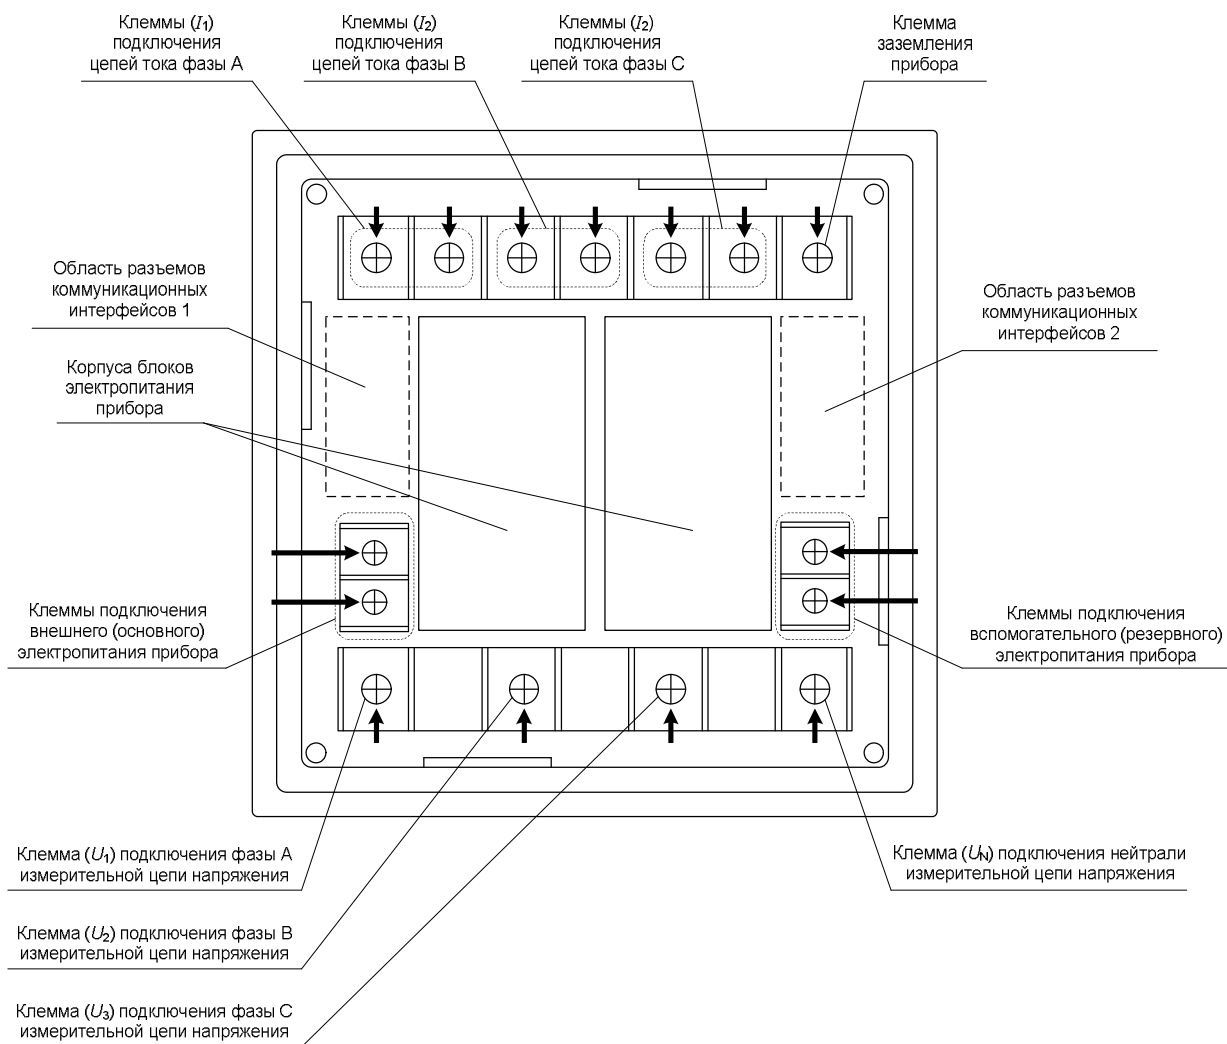 Клеммы (I1)
подключения
цепей тока фазы А
Клеммы (I2)
подключения
цепей тока фазы В
Клеммы (I2)
подключения
цепей тока фазы С
Клемма
заземления
прибора
Область разъемов
коммуникационных
интерфейсов 1
Область разъемов
коммуникационных
интерфейсов 2
Корпуса блоков
электропитания
прибора
Клеммы подключения
внешнего (основного)
электропитания прибора
Клеммы подключения
вспомогательного (резервного)
электропитания прибора
Клемма (U1) подключения фазы А
измерительной цепи напряжения
Клемма (UN) подключения нейтрали
измерительной цепи напряжения
Клемма (U2) подключения фазы В
измерительной цепи напряжения
Клемма (U3) подключения фазы С
измерительной цепи напряжения